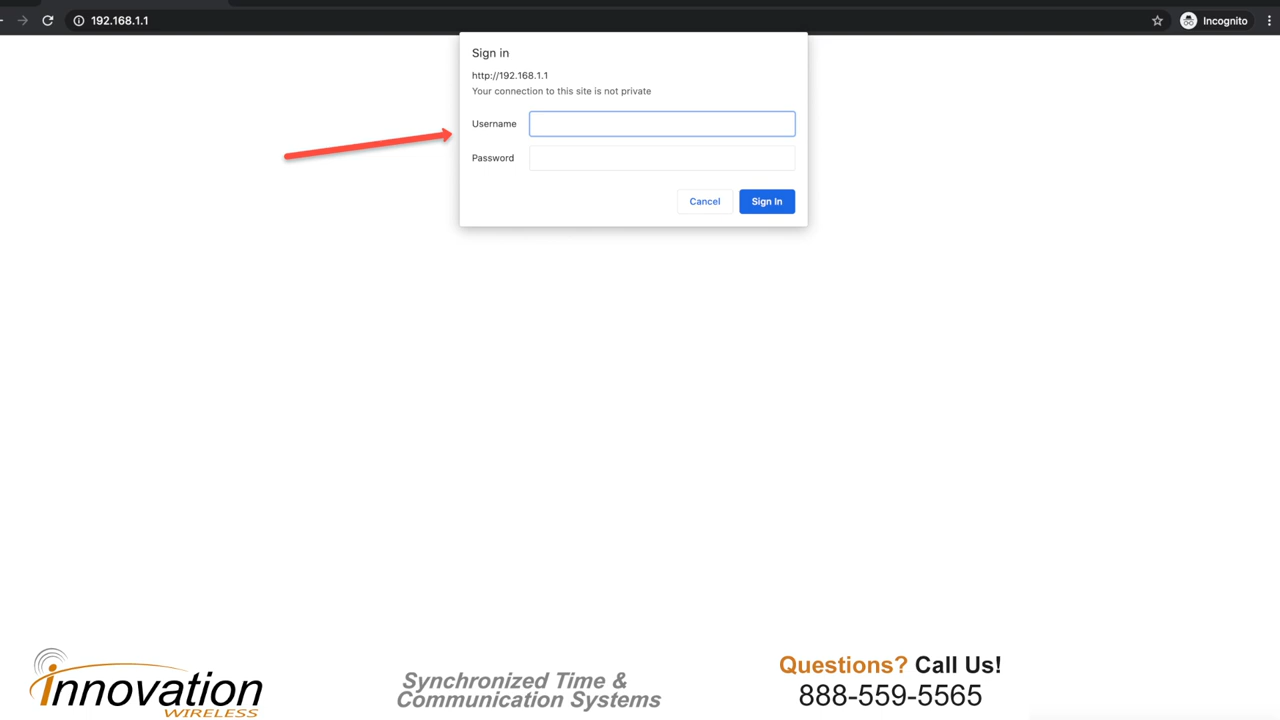 192.168.1.1
Incognito
Sign in
http://192.168.1.1
Your connection to this site is not private
Username
Password
Cancel
Sign In
innovation
WIRELESS
Synchronized Time &
Communication Systems
Questions? Call Us!
888-559-5565